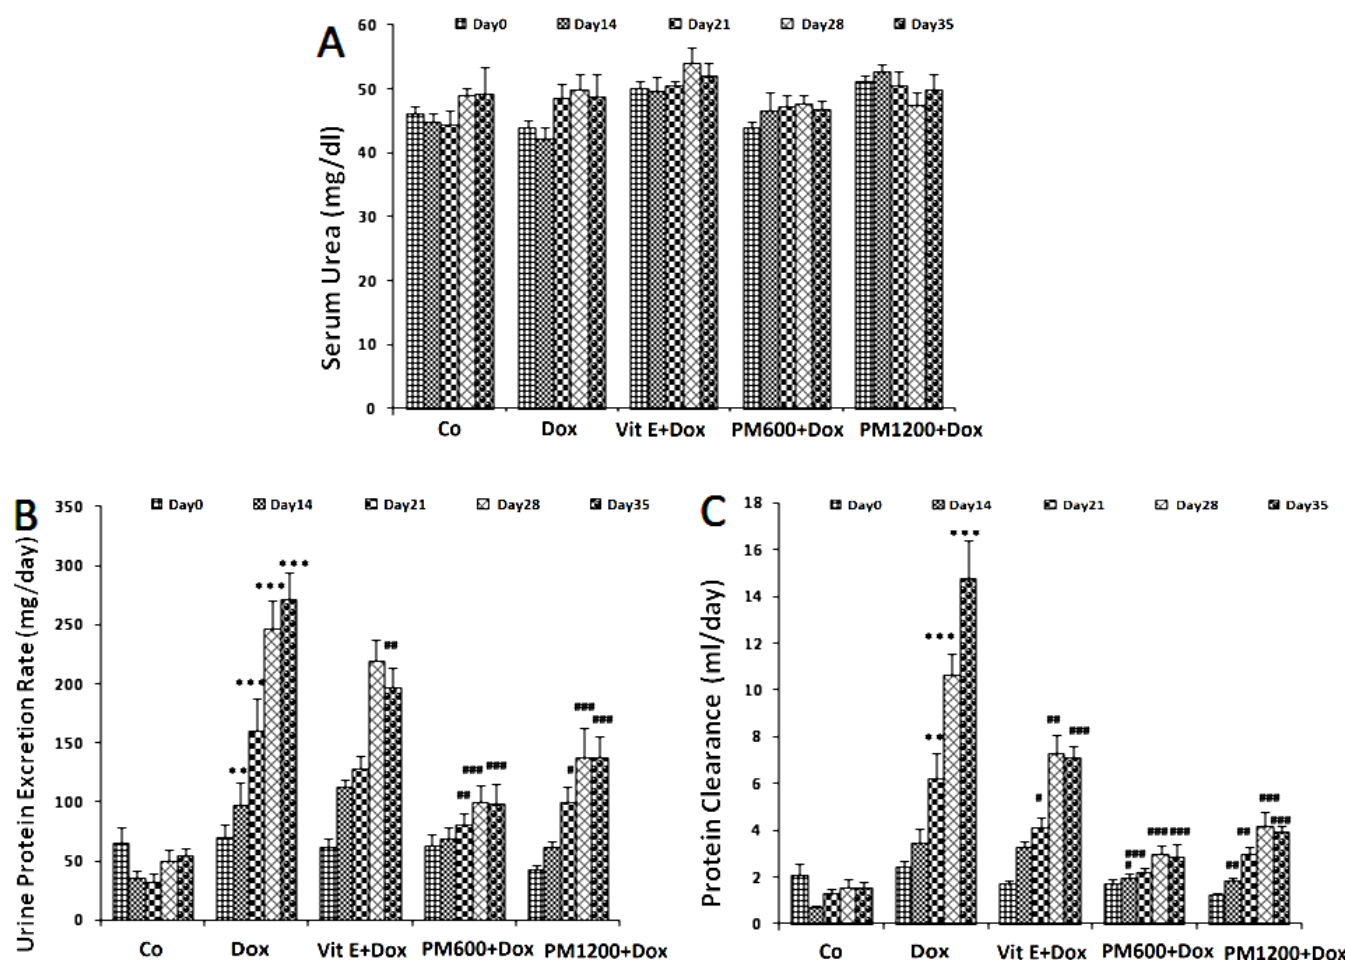 A
Day0 Day14 Day21 Day28 Day35
60
50
40
30
20
10
0
Serum Urea (mg/dl)
Co Dox Vit E+Dox PM600+Dox PM1200+Dox
B
Day0 Day14 Day21 Day28 Day35
350
300
250
200
150
100
50
0
Urine Protein Excretion Rate (mg/day)
** *** *** ***
##
## ### ###
# ### ###
Co Dox Vit E+Dox PM600+Dox PM1200+Dox
C
Day0 Day14 Day21 Day28 Day35
18
16
14
12
10
8
6
4
2
0
Protein Clearance (ml/day)
** *** ***
# ## ###
# ### ### ###
## ## ### ###
Co Dox Vit E+Dox PM600+Dox PM1200+Dox